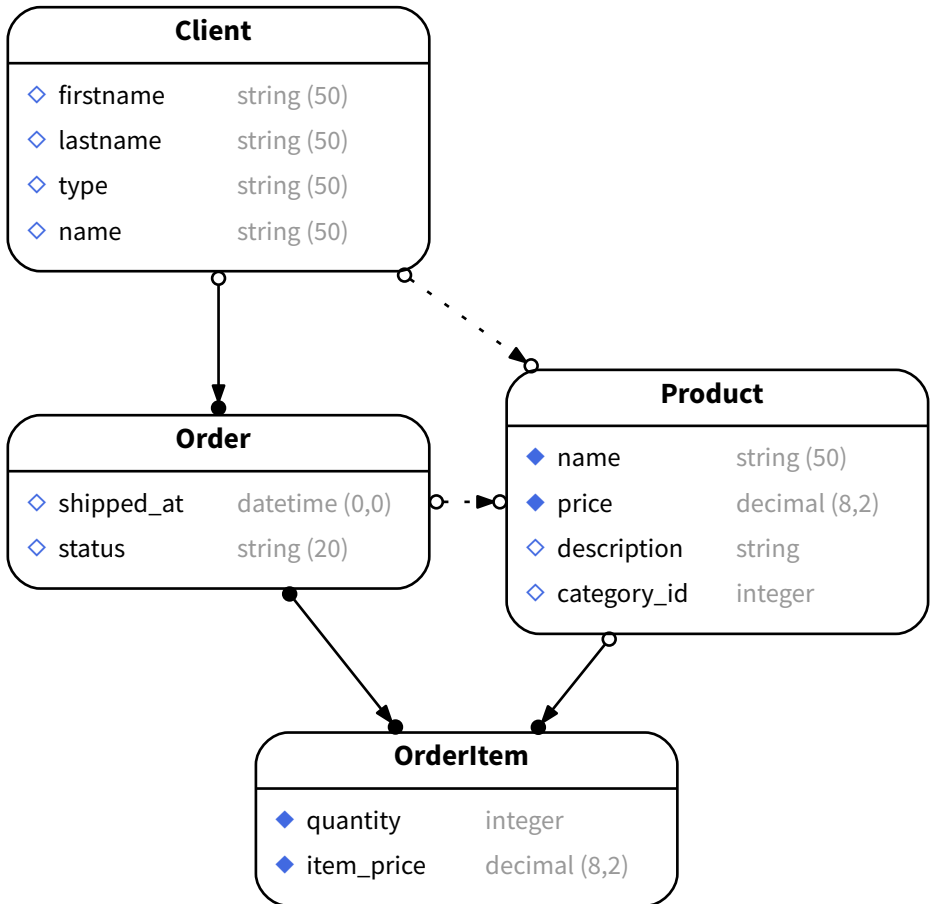 Client
firstname string (50)
lastname string (50)
type string (50)
name string (50)
Order
shipped_at datetime (0,0)
status string (20)
Product
name string (50)
price decimal (8,2)
description string
category_id integer
OrderItem
quantity integer
item_price decimal (8,2)